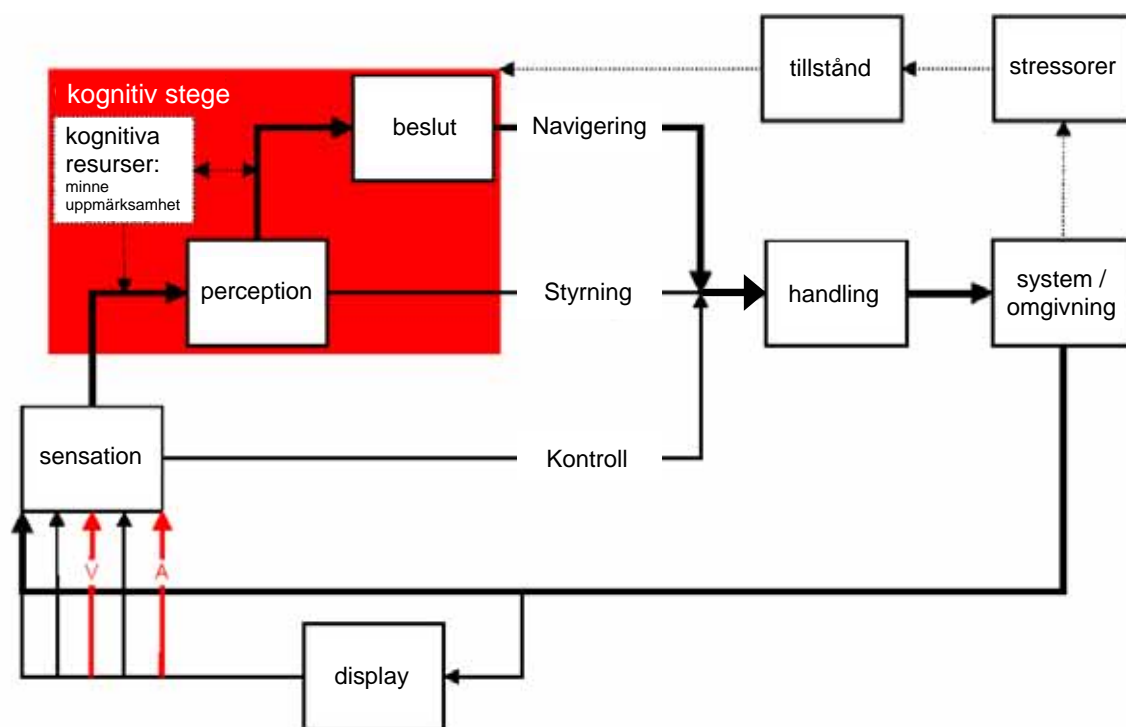 tillstånd
stressorer
kognitiv stege
kognitiva
resurser:
minne
uppmärksamhet
beslut
Navigering
perception
Styrning
handling
system /
omgivning
sensation
Kontroll
V
A
display